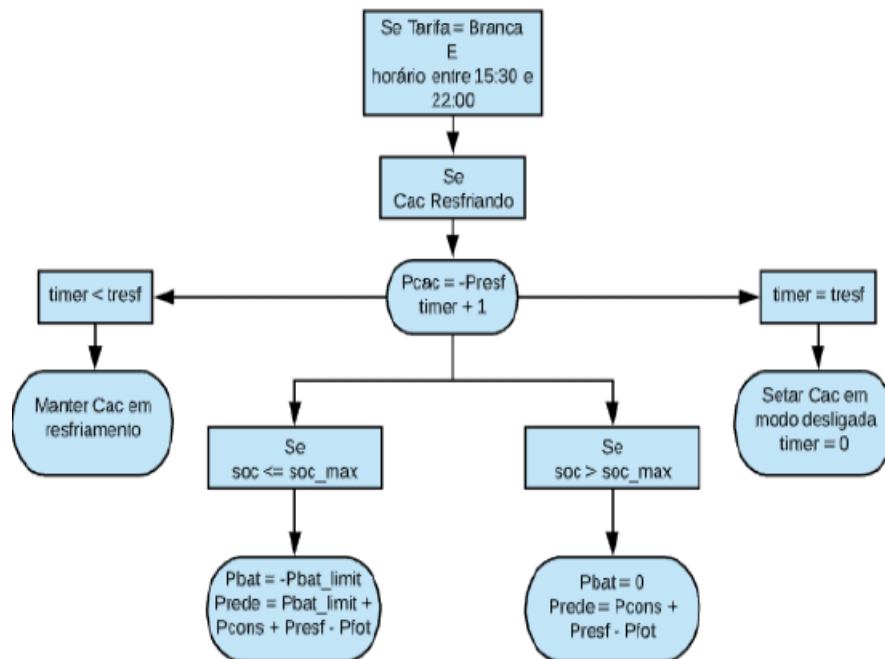 Se Tarifa = Branca
E
horário entre 15:30 e
22:00
Se
Cac Resfriando
Pcac = -Presf
timer + 1
timer < tresf
timer = tresf
Manter Cac em
resfriamento
Setar Cac em
modo desligada
timer = 0
Se
soc <= soc_max
Se
soc > soc_max
Pbat = -Pbat_limit
Prede = Pbat_limit +
Pcons + Presf - Pfot
Pbat = 0
Prede = Pcons +
Presf - Pfot